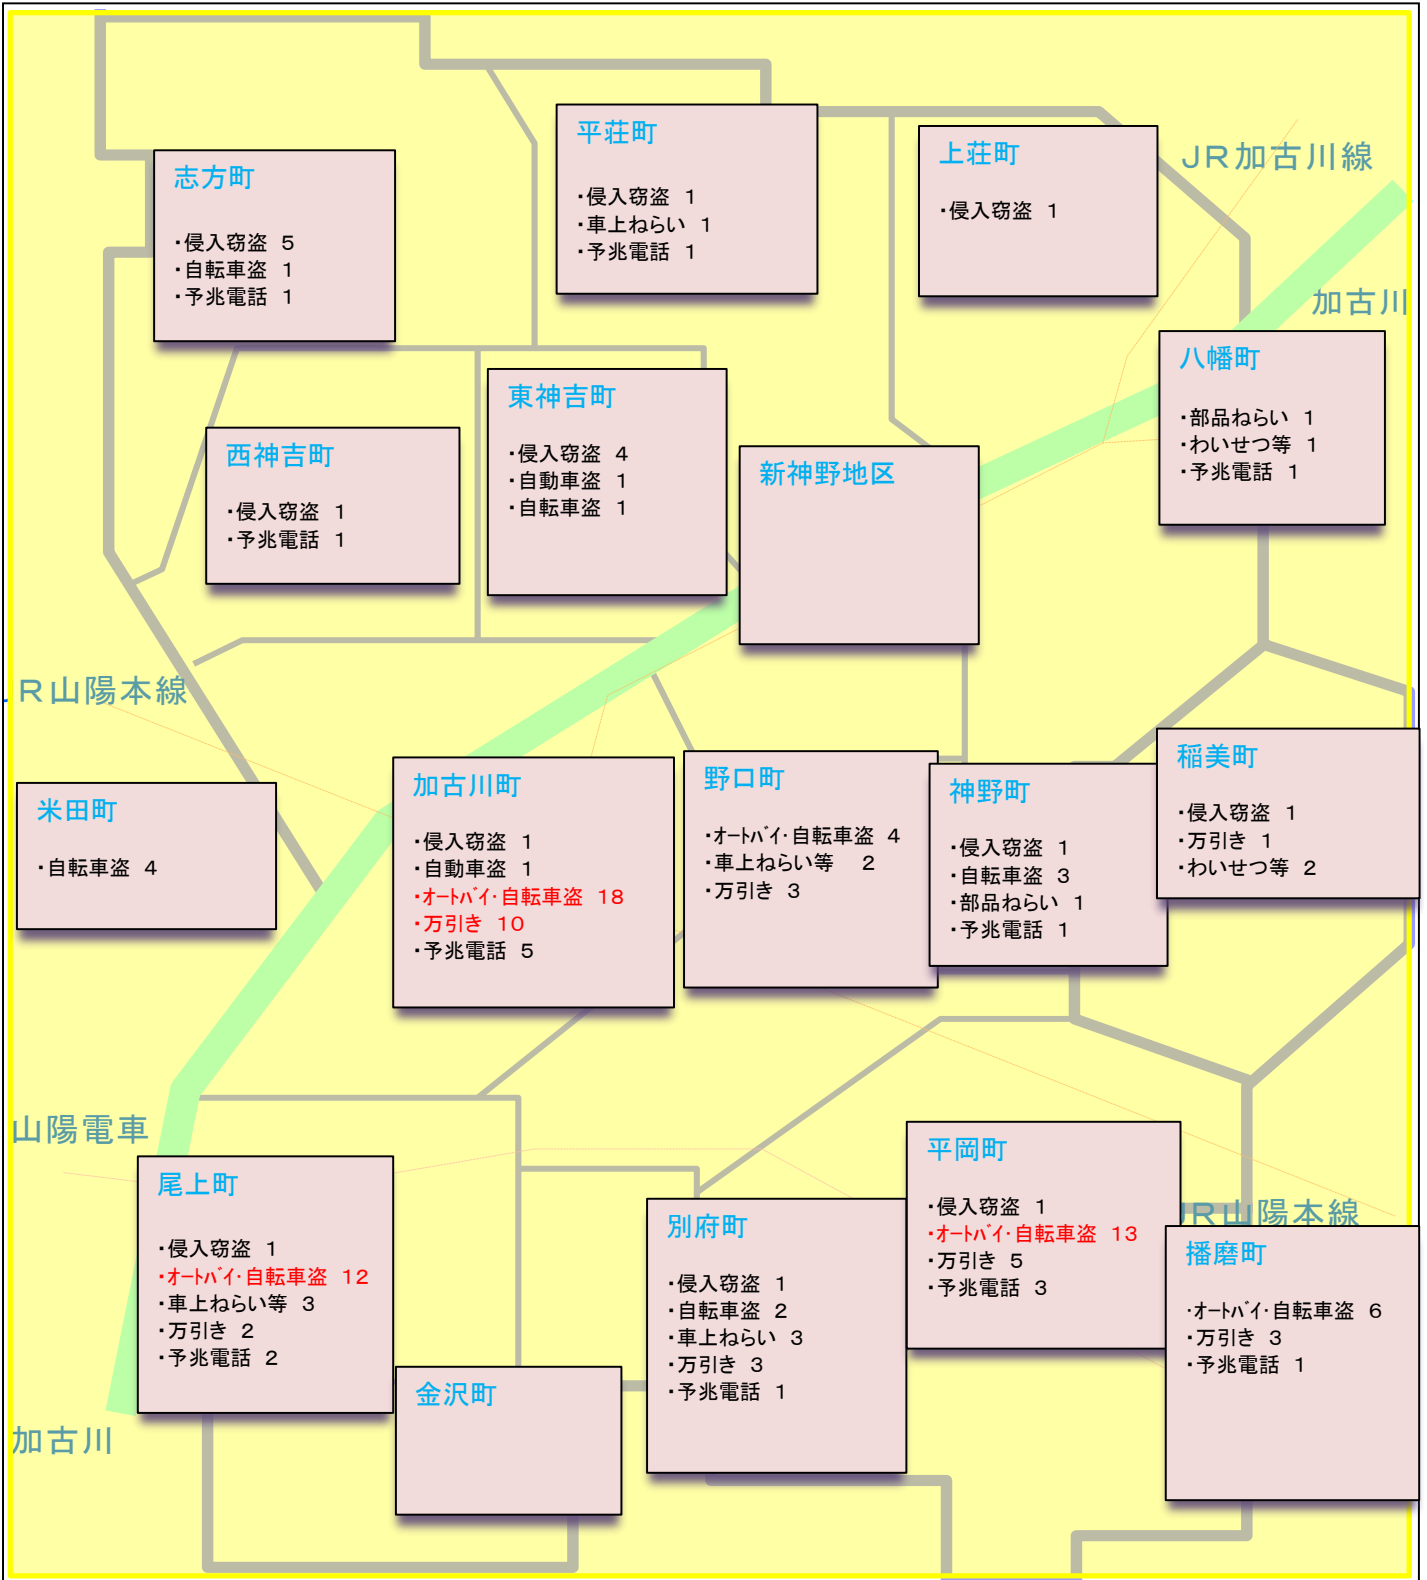 平荘町
・侵入窃盗 1
・車上ねらい 1
・予兆電話 1
上荘町
・侵入窃盗 1
JR加古川線
志方町
・侵入窃盗 5
・自転車盗 1
・予兆電話 1
加古川
八幡町
・部品ねらい 1
・わいせつ等 1
・予兆電話 1
東神吉町
・侵入窃盗 4
・自動車盗 1
・自転車盗 1
西神吉町
・侵入窃盗 1
・予兆電話 1
新神野地区
JR山陽本線
米田町
・自転車盗 4
加古川町
・侵入窃盗 1
・自動車盗 1
・オートバイ・自転車盗 18
・万引き 10
・予兆電話 5
野口町
・オートバイ・自転車盗 4
・車上ねらい等 2
・万引き 3
神野町
・侵入窃盗 1
・自転車盗 3
・部品ねらい 1
・予兆電話 1
稲美町
・侵入窃盗 1
・万引き 1
・わいせつ等 2
山陽電車
尾上町
・侵入窃盗 1
・オートバイ・自転車盗 12
・車上ねらい等 3
・万引き 2
・予兆電話 2
加古川
金沢町
別府町
・侵入窃盗 1
・自転車盗 2
・車上ねらい 3
・万引き 3
・予兆電話 1
平岡町
・侵入窃盗 1
・オートバイ・自転車盗 13
・万引き 5
・予兆電話 3
JR山陽本線
播磨町
・オートバイ・自転車盗 6
・万引き 3
・予兆電話 1